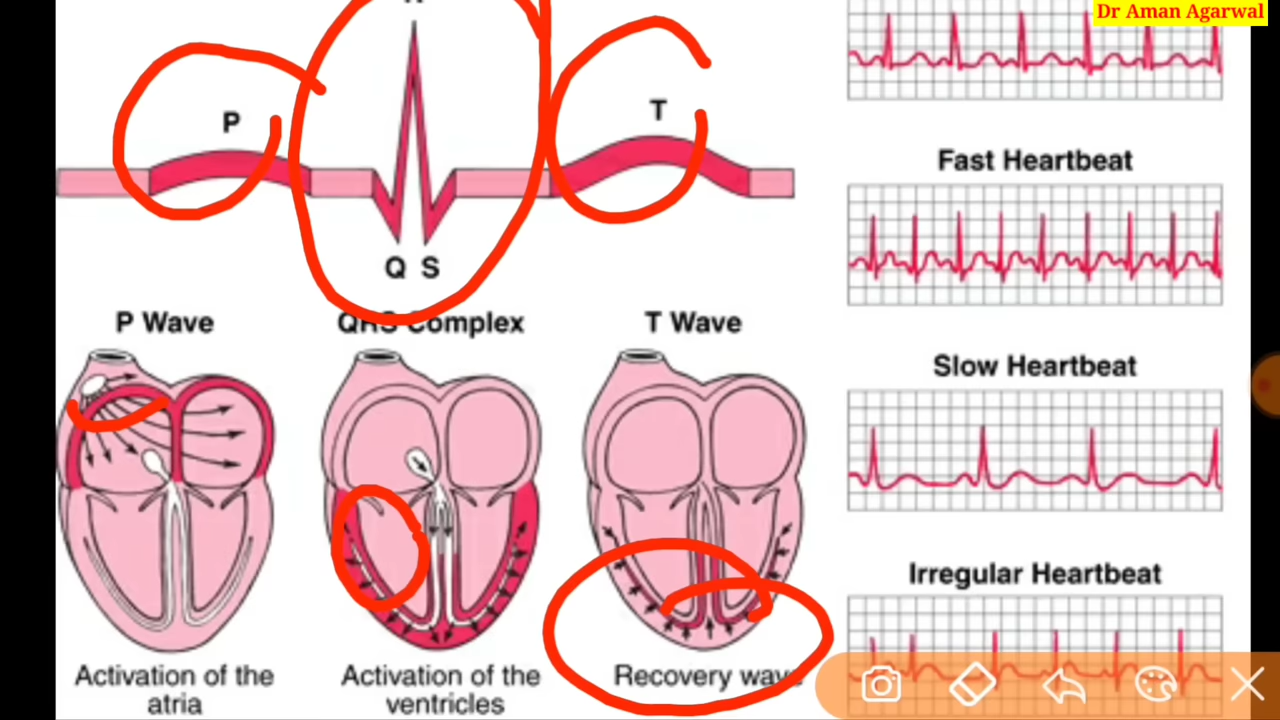 Dr Aman Agarwal
P
T
Q S
Fast Heartbeat
P Wave
QRS Complex
T Wave
Slow Heartbeat
Irregular Heartbeat
Activation of the
atria
Activation of the
ventricles
Recovery wave